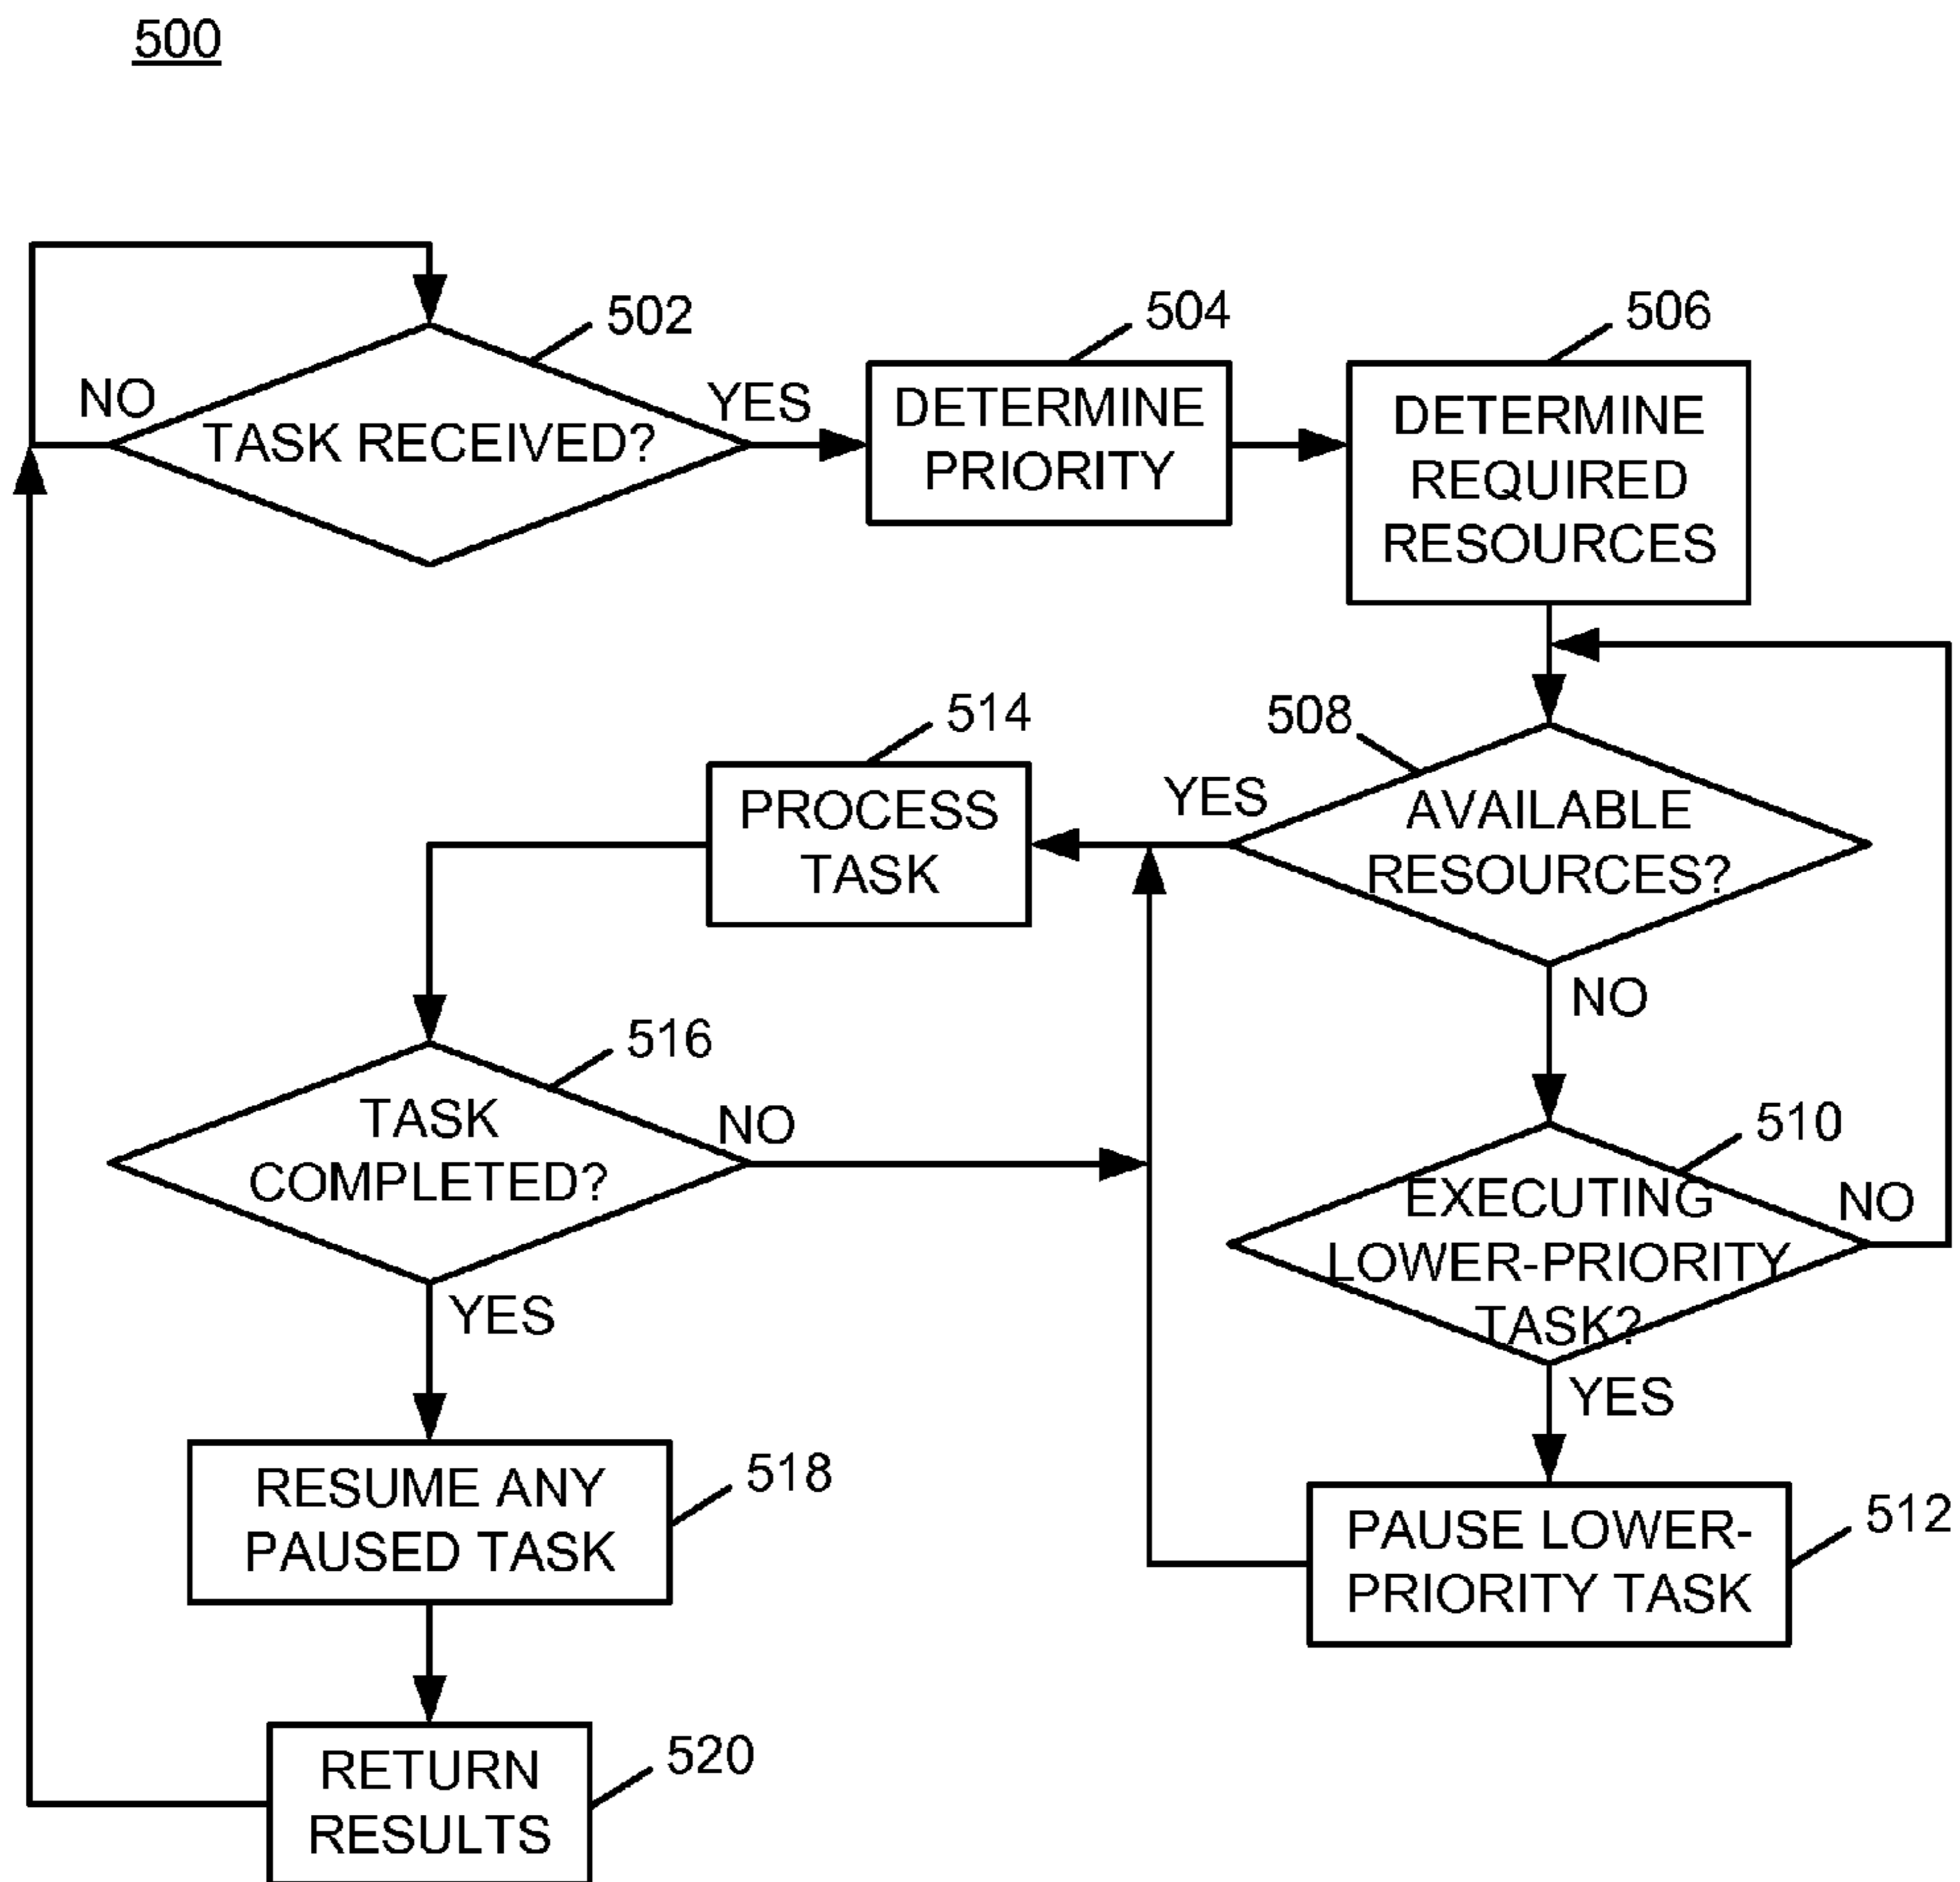 500
502
NO
YES
TASK RECEIVED?
504
DETERMINE
PRIORITY
506
DETERMINE
REQUIRED
RESOURCES
508
YES
AVAILABLE
RESOURCES?
NO
514
PROCESS
TASK
516
TASK
COMPLETED?
NO
YES
510
EXECUTING
LOWER-PRIORITY
TASK?
NO
YES
512
PAUSE LOWER-
PRIORITY TASK
518
RESUME ANY
PAUSED TASK
520
RETURN
RESULTS